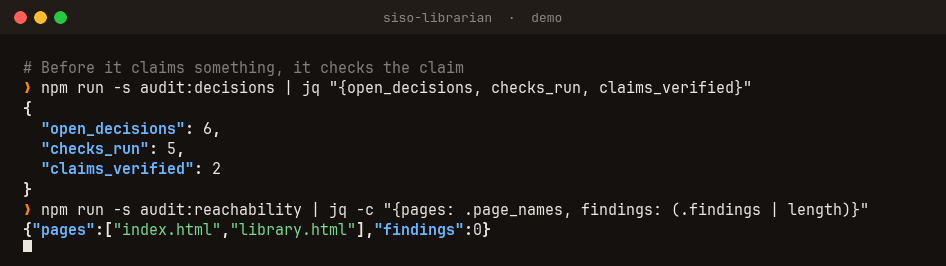 siso-librarian · demo
# Before it claims something, it checks the claim
❯ npm run -s audit:decisions | jq "{open_decisions, checks_run, claims_verified}"
{
  "open_decisions": 6,
  "checks_run": 5,
  "claims_verified": 2
}
❯ npm run -s audit:reachability | jq -c "{pages: .page_names, findings: (.findings | length)}"
{"pages":["index.html","library.html"],"findings":0}